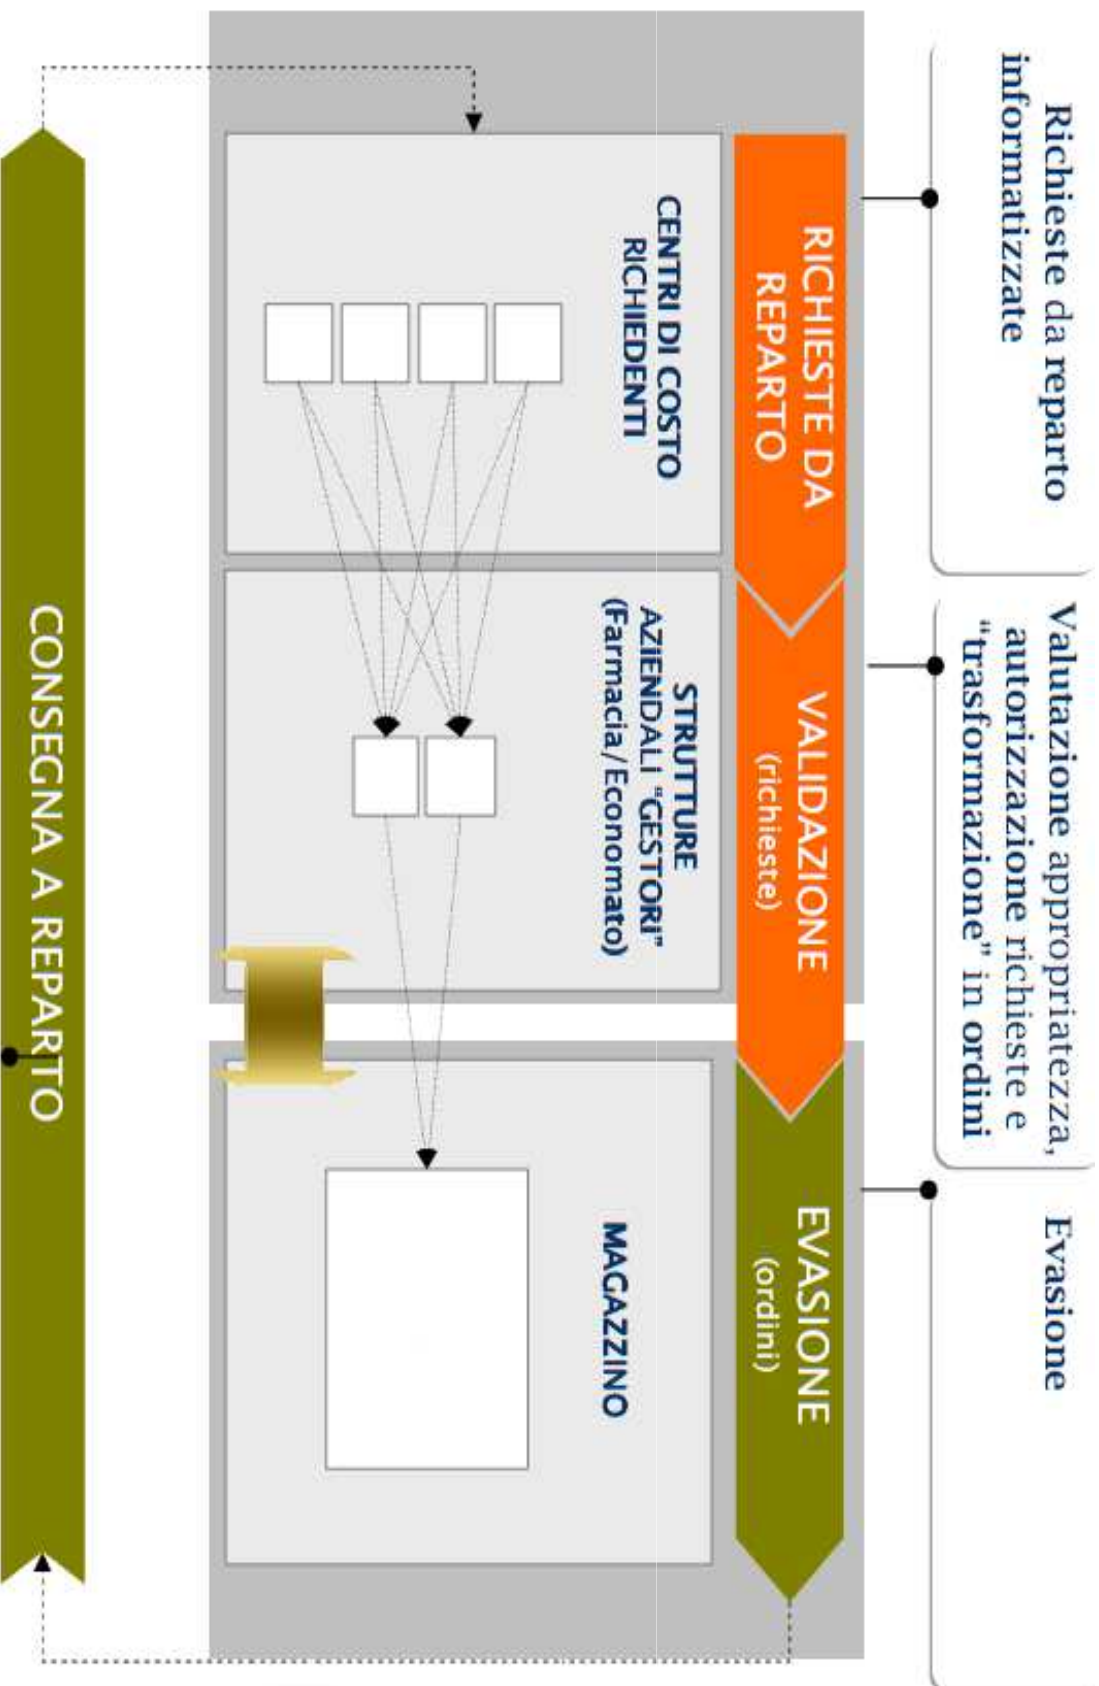 Richieste da reparto
informatizzate
Valutazione appropriatezza,
autorizzazione richieste e
“trasformazione” in ordini
Evasione
RICHIESTE DA
REPARTO
VALIDAZIONE
(richieste)
EVASIONE
(ordini)
CENTRI DI COSTO
RICHIEDENTI
STRUTTURE
AZIENDALI “GESTORI”
(Farmacia/Economato)
MAGAZZINO
CONSEGNA A REPARTO